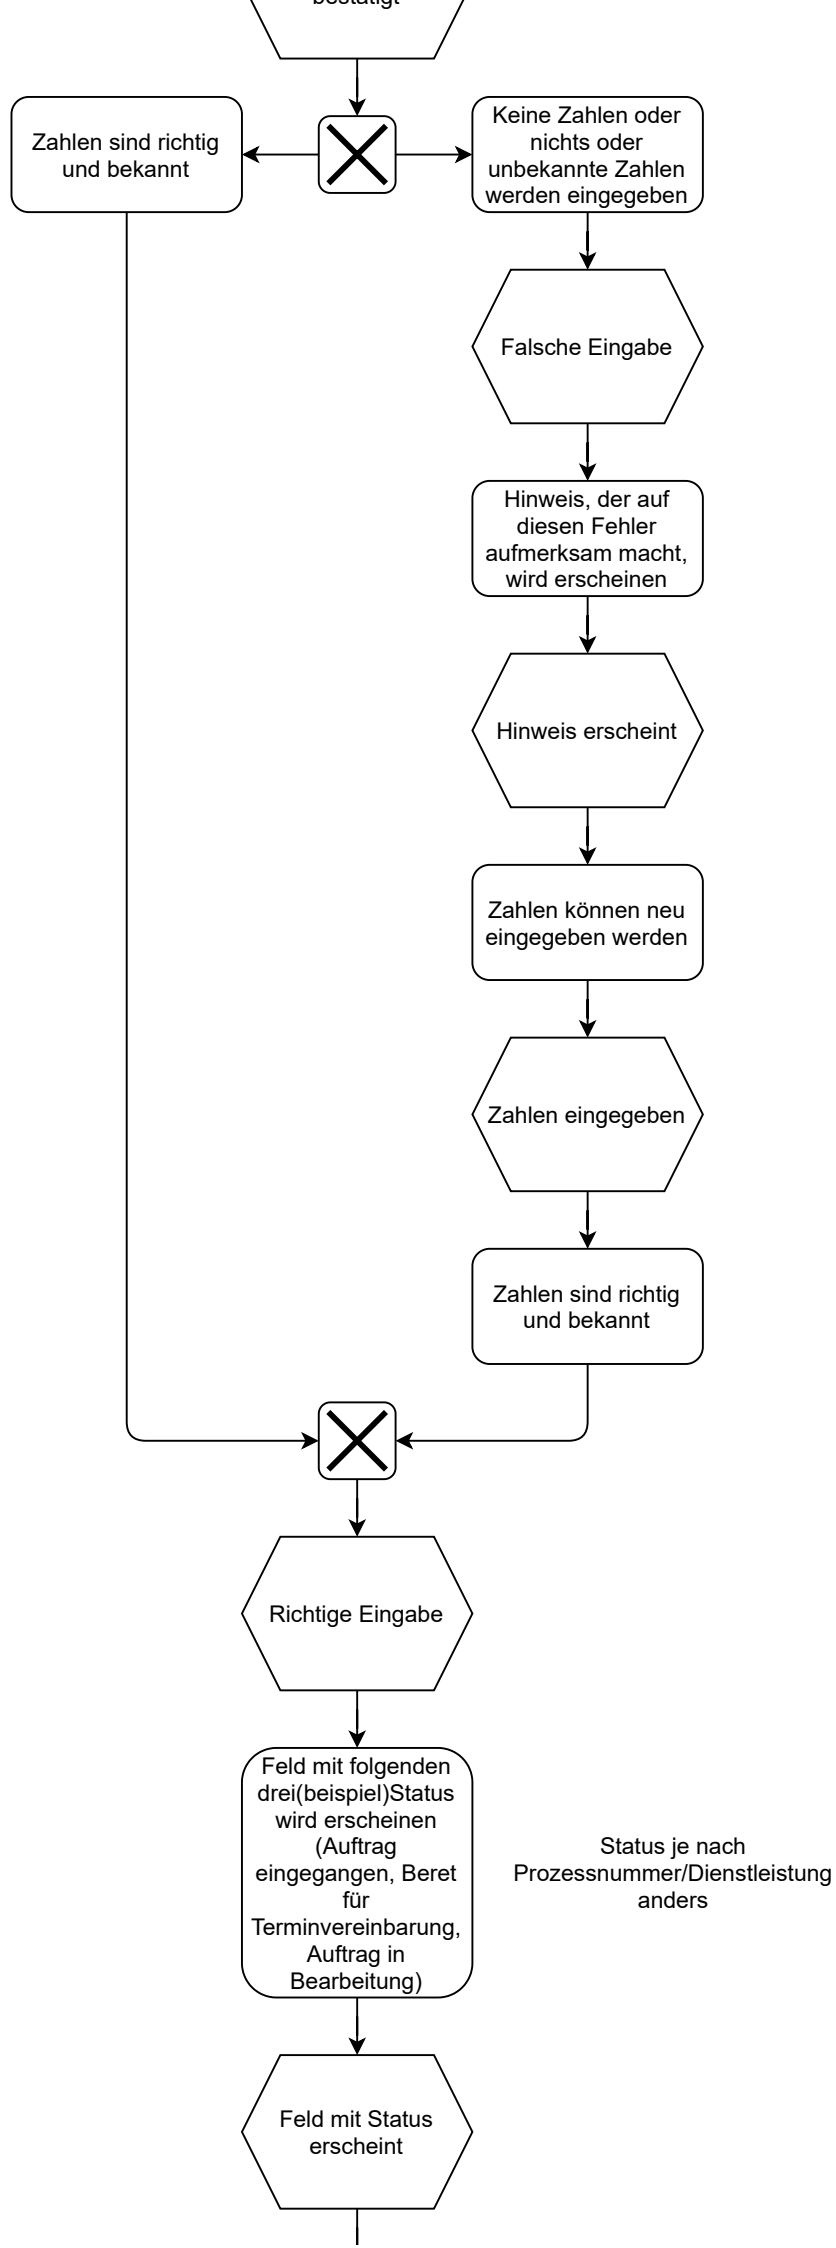 bestätigt
Zahlen sind richtig
und bekannt
Keine Zahlen oder
nichts oder
unbekannte Zahlen
werden eingegeben
Falsche Eingabe
Hinweis, der auf
diesen Fehler
aufmerksam macht,
wird erscheinen
Hinweis erscheint
Zahlen können neu
eingegeben werden
Zahlen eingegeben
Zahlen sind richtig
und bekannt
Richtige Eingabe
Feld mit folgenden
drei(beispiel)Status
wird erscheinen
(Auftrag
eingegangen, Beret
für
Terminvereinbarung,
Auftrag in
Bearbeitung)
Status je nach
Prozessnummer/Dienstleistung
anders
Feld mit Status
erscheint